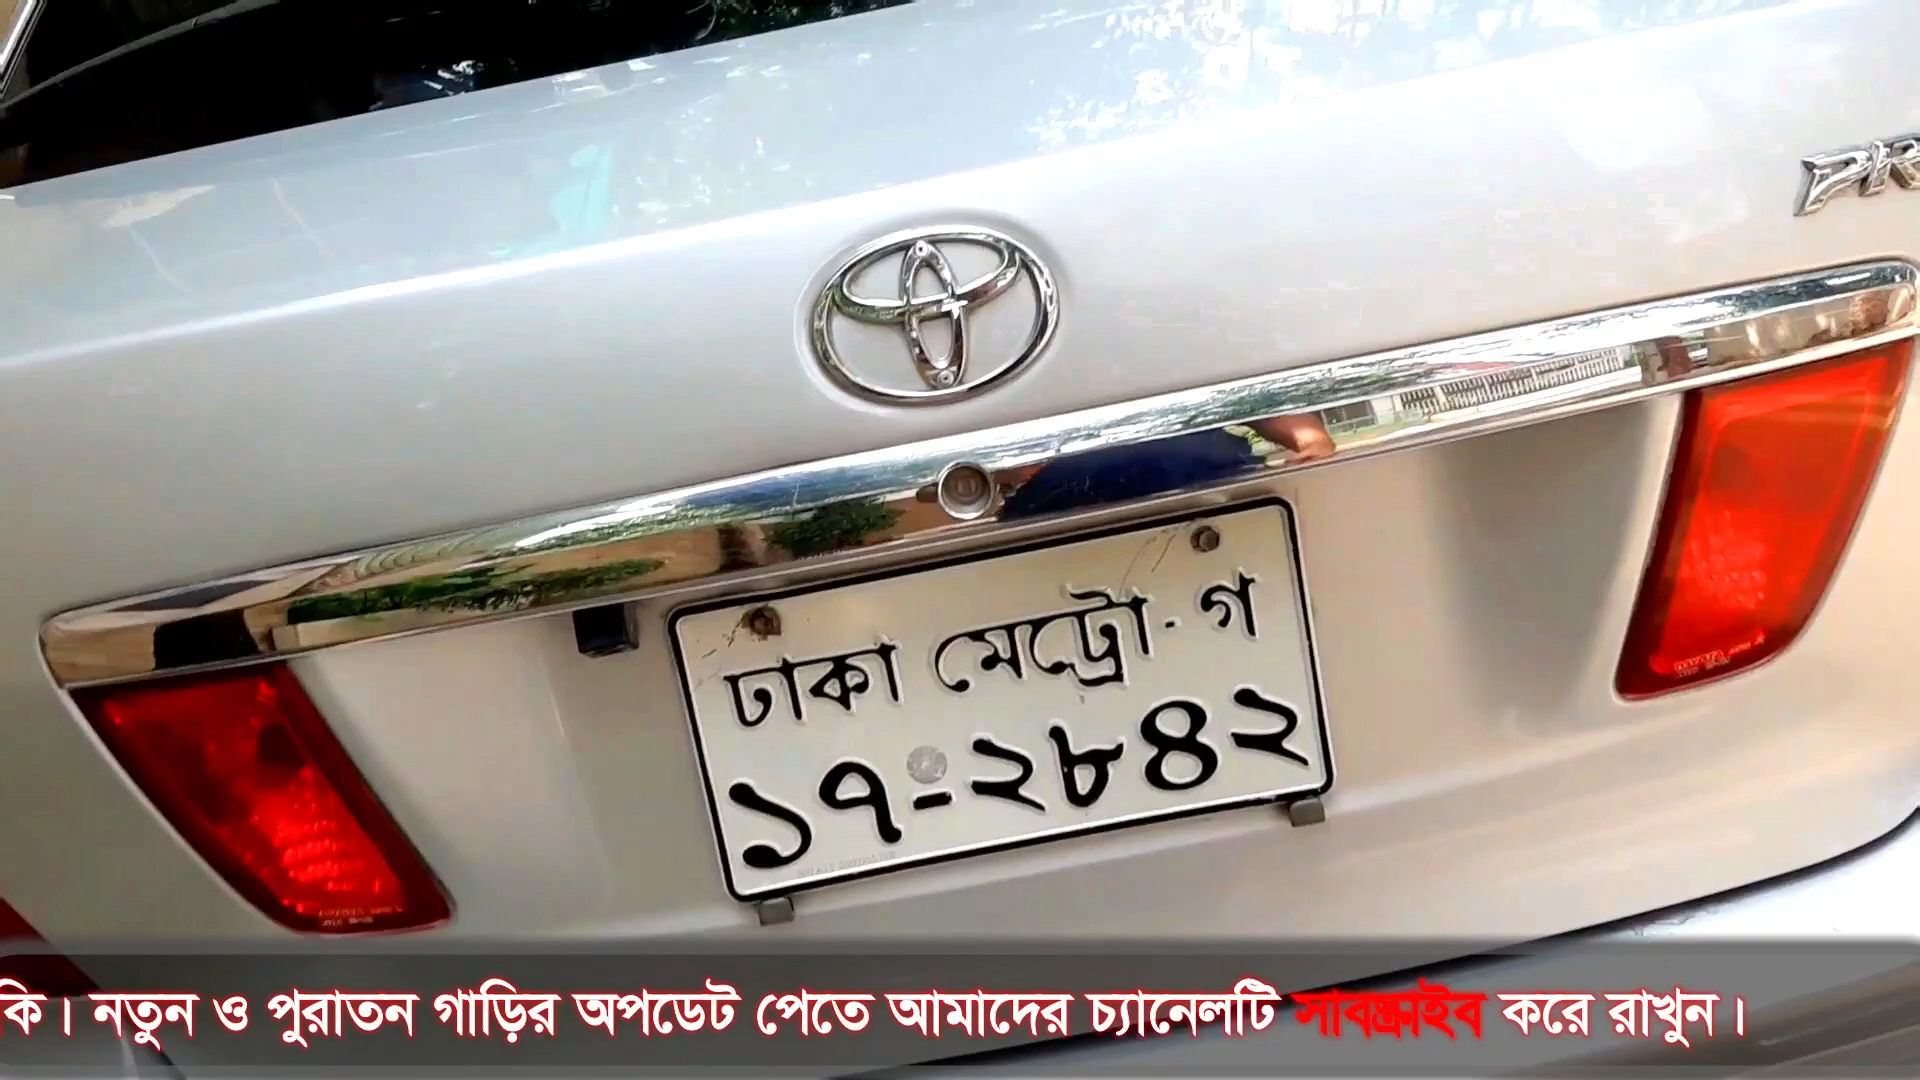 PR
ঢাকা মেট্রো-গ
১৭-২৮৪২
কি। নতুন ও পুরাতন গাড়ির অপডেট পেতে আমাদের চ্যানেলটি সাবস্ক্রাইব করে রাখুন।